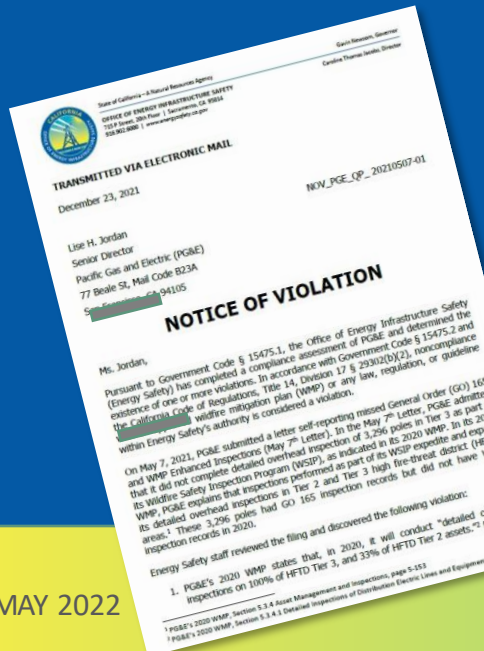 State of California – A Natural Resources Agency
Gavin Newsom, Governor
OFFICE OF ENERGY INFRASTRUCTURE SAFETY
715 P Street, 20th Floor | Sacramento, CA 95814
916.902.6000 | www.energysafety.ca.gov
Caroline Thomas Jacobs, Director
TRANSMITTED VIA ELECTRONIC MAIL
December 23, 2021
NOV_PGE_QP_ 20210507-01
Lise H. Jordan
Senior Director
Pacific Gas and Electric (PG&E)
77 Beale St, Mail Code B23A
94105
NOTICE OF VIOLATION
Ms. Jordan,
Pursuant to Government Code § 15475.1, the Office of Energy Infrastructure Safety
(Energy Safety) has completed a compliance assessment of PG&E and determined the
existence of one or more violations. In accordance with Government Code § 15475.2 and
the California Code of Regulations, Title 14, Division 17 § 29302(b)(2), noncompliance
wildfire mitigation plan (WMP) or any law, regulation, or guideline
within Energy Safety's authority is considered a violation.
On May 7, 2021, PG&E submitted a letter self-reporting missed General Order (GO) 165
and WMP Enhanced Inspections (May 7th Letter). In the May 7th Letter, PG&E admitte
that it did not complete detailed overhead inspection of 3,296 poles in Tier 3 as part
its Wildfire Safety Inspection Program (WSIP), as indicated in its 2020 WMP. In its 20
WMP, PG&E explains that inspections performed as part of its WSIP expedite and exp
its detailed overhead inspections in Tier 2 and Tier 3 high fire-threat district (HF
areas.1 These 3,296 poles had GO 165 inspection records but did not have
inspection records in 2020.
Energy Safety staff reviewed the filing and discovered the following violation:
1. PG&E's 2020 WMP states that, in 2020, it will conduct "detailed
inspections on 100% of HFTD Tier 3, and 33% of HFTD Tier 2 assets."2
1 PG&E's 2020 WMP, Section 5.3.4 Asset Management and Inspections, page 5-153
2 PG&E's 2020 WMP, Section 5.3.4.1 Detailed Inspections of Distribution Electric Lines and Equipme
MAY 2022